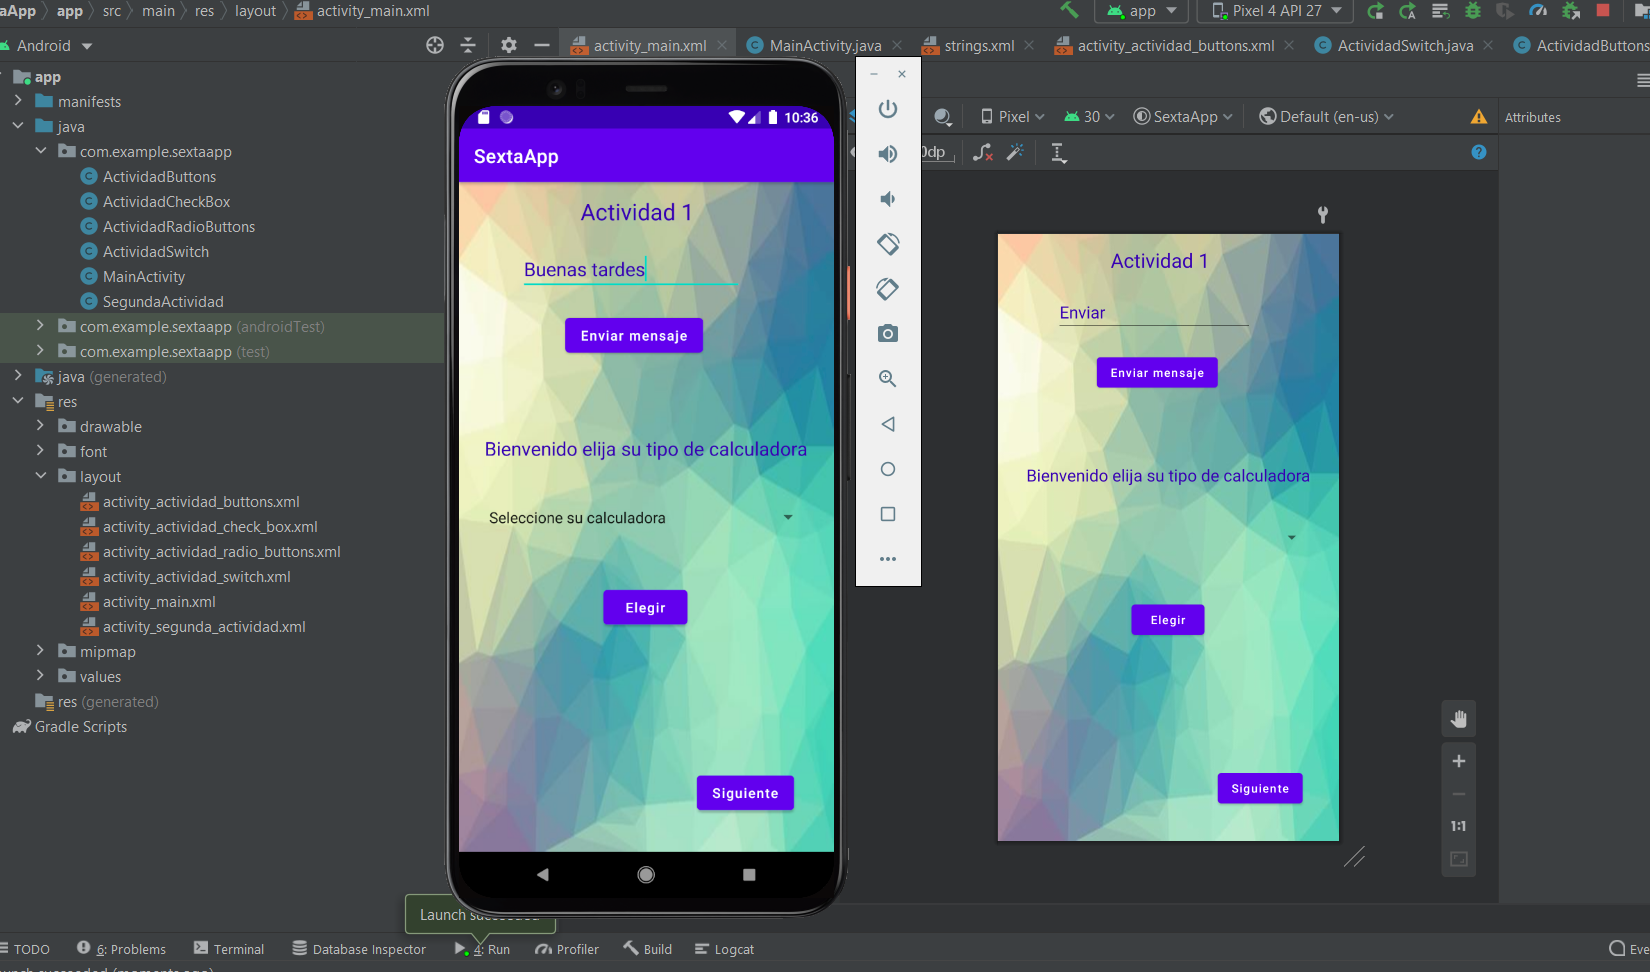 aApp app src main res layout activity_main.xml app Pixel 4 API 27
Android activity_main.xml MainActivity.java strings.xml activity_actividad_buttons.xml ActividadSwitch.java ActividadButtons
app
manifests
java
com.example.sextaapp
ActividadButtons
ActividadCheckBox
ActividadRadioButtons
ActividadSwitch
MainActivity
SegundaActividad
com.example.sextaapp (androidTest)
com.example.sextaapp (test)
java (generated)
res
drawable
font
layout
activity_actividad_buttons.xml
activity_actividad_check_box.xml
activity_actividad_radio_buttons.xml
activity_actividad_switch.xml
activity_main.xml
activity_segunda_actividad.xml
mipmap
values
res (generated)
Gradle Scripts
10:36
SextaApp
Actividad 1
Buenas tardes
Enviar mensaje
Bienvenido elija su tipo de calculadora
Seleccione su calculadora
Elegir
Siguiente
Pixel 30 SextaApp Default (en-us) Attributes
0dp
Actividad 1
Enviar
Enviar mensaje
Bienvenido elija su tipo de calculadora
Elegir
Siguiente
1:1
Launch succeeded
TODO 6: Problems Terminal Database Inspector 4: Run Profiler Build Logcat Eve